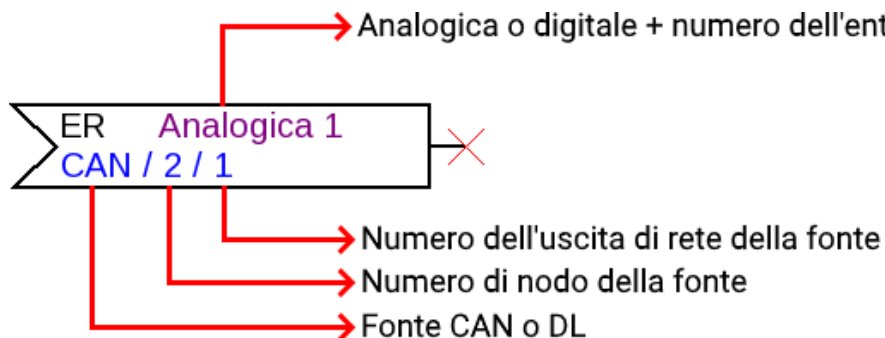 Analogica o digitale + numero dell'ent
ER Analogica 1
CAN / 2 / 1
Numero dell'uscita di rete della fonte
Numero di nodo della fonte
Fonte CAN o DL